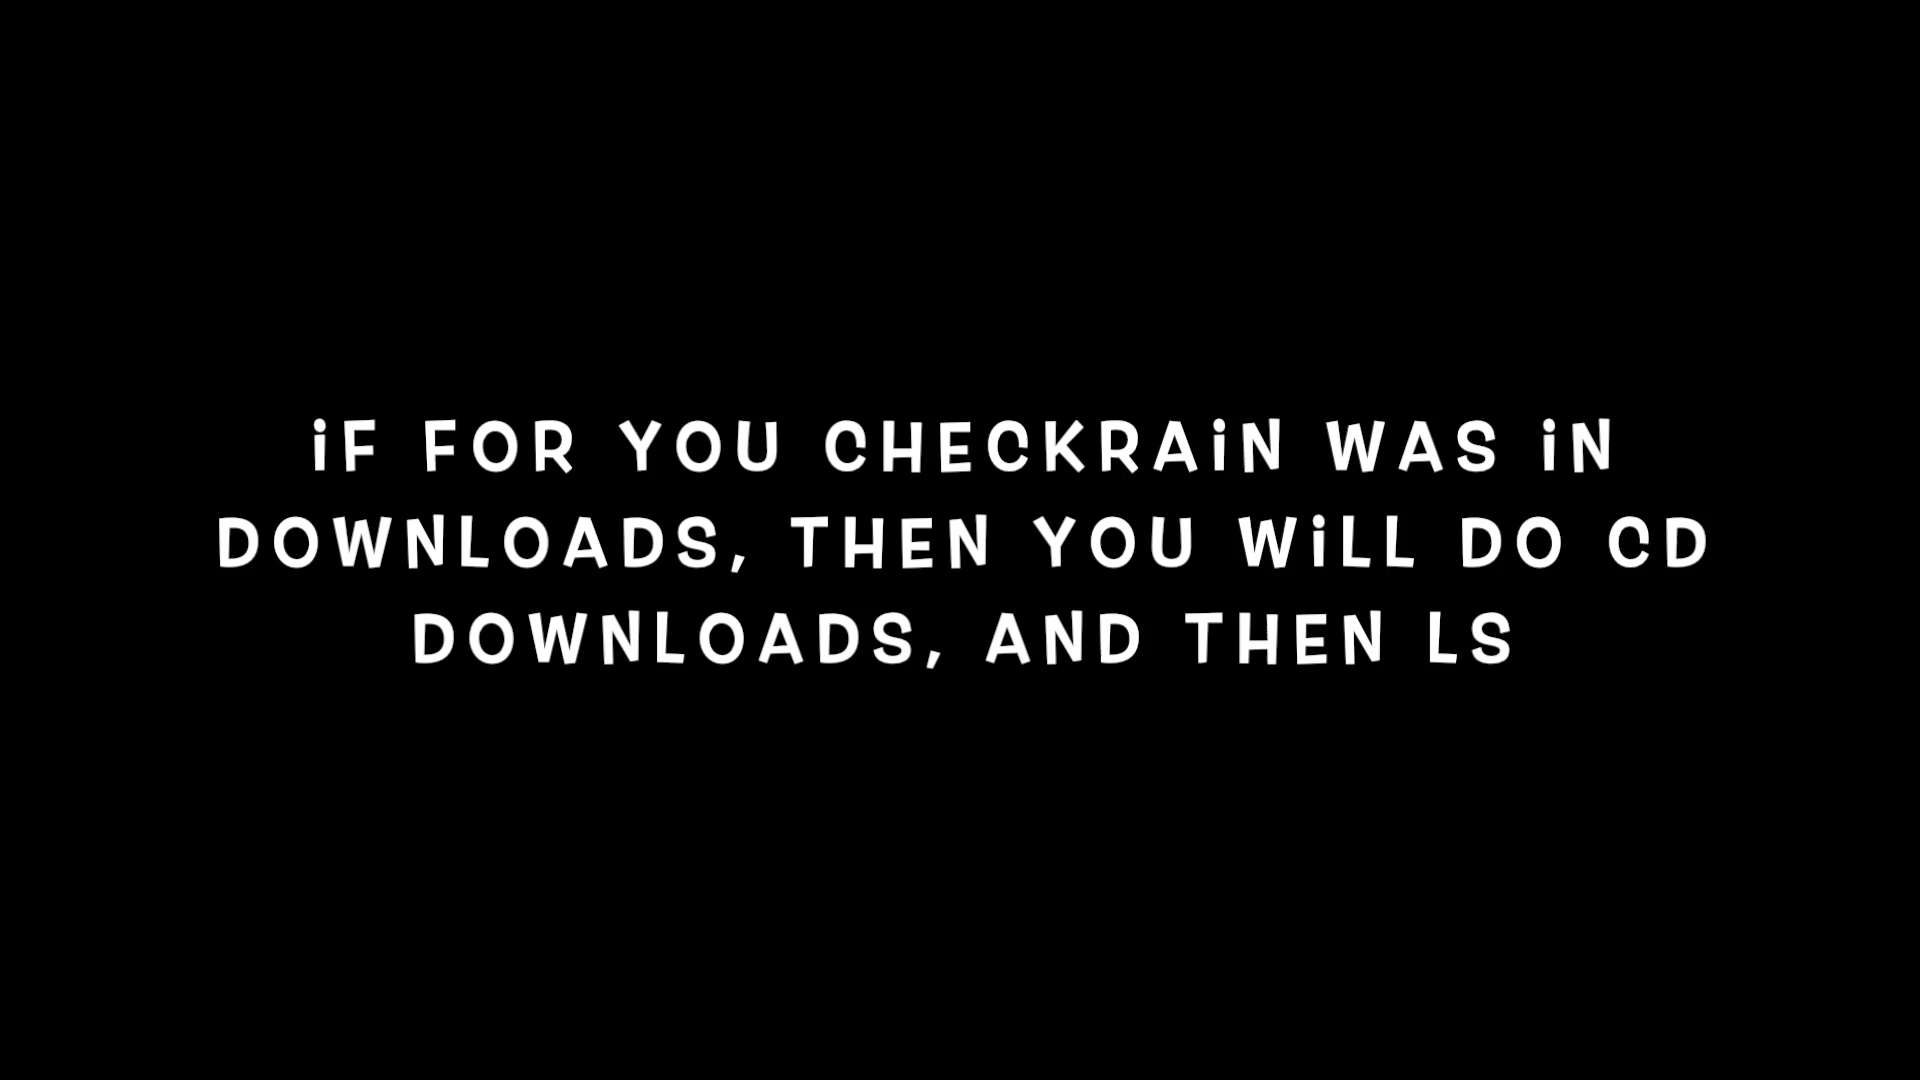 iF FOR YOU CHECKRAiN WAS iN
DOWNLOADS, THEN YOU WiLL DO CD
DOWNLOADS, AND THEN LS